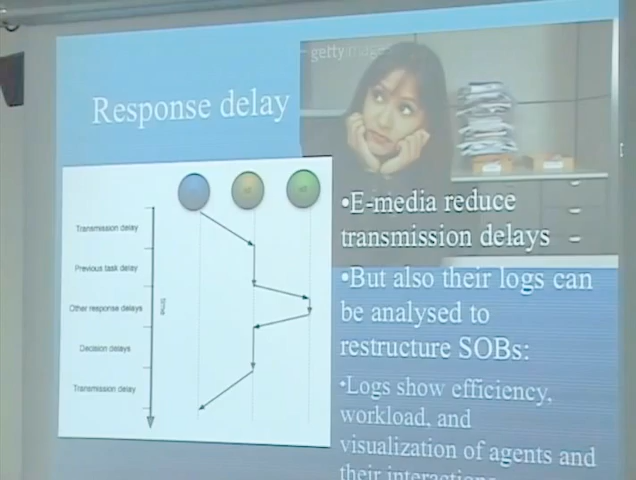 gettyimages
Response delay
Transmission delay
Previous task delay
Other response delays
Decision delays
Transmission delay
time
•E-media reduce
transmission delays
•But also their logs can
be analysed to
restructure SOBs:
•Logs show efficiency,
workload, and
visualization of agents and
their interactions